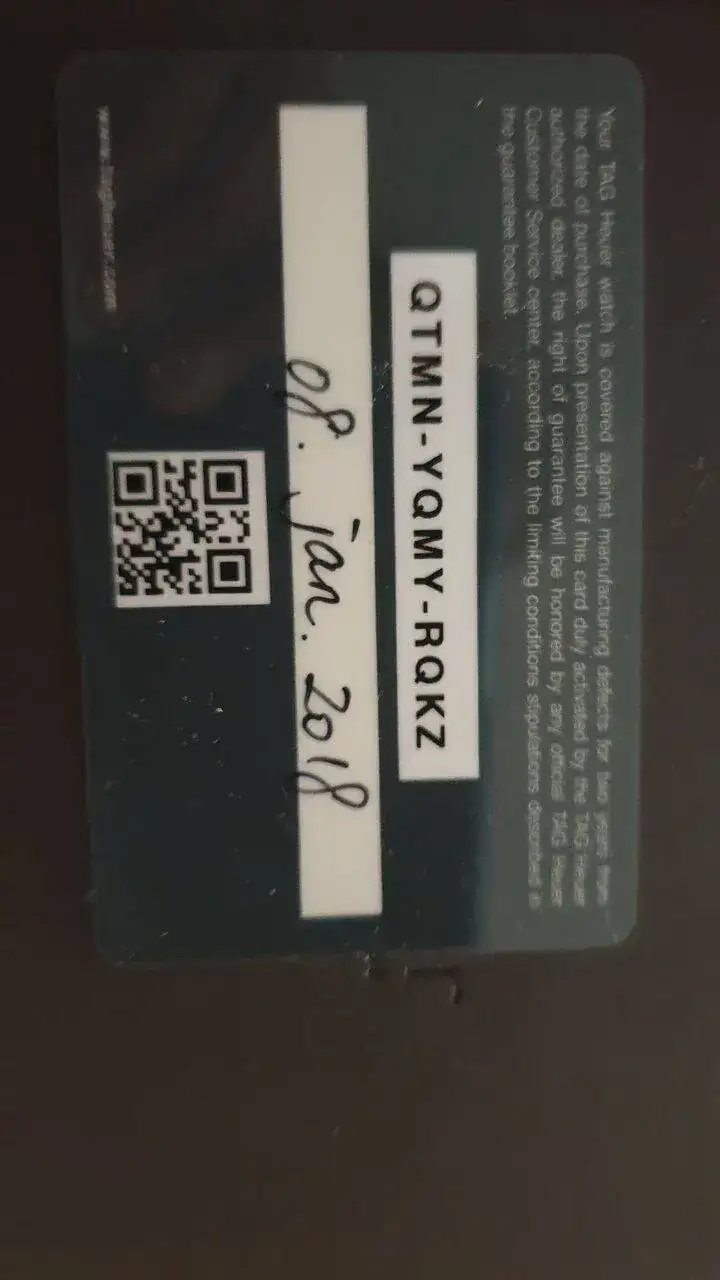 Your TAG Heuer watch is covered against manufacturing defects for two years from
the date of purchase. Upon presentation of this card duly activated by the TAG Heuer
authorized dealer, the right of guarantee will be honored by any official TAG Heuer
Customer Service center, according to the limiting conditions stipulations described in
the guarantee booklet.
QTMN-YQMY-RQKZ
08. jan. 2018
www.tagheuer.com